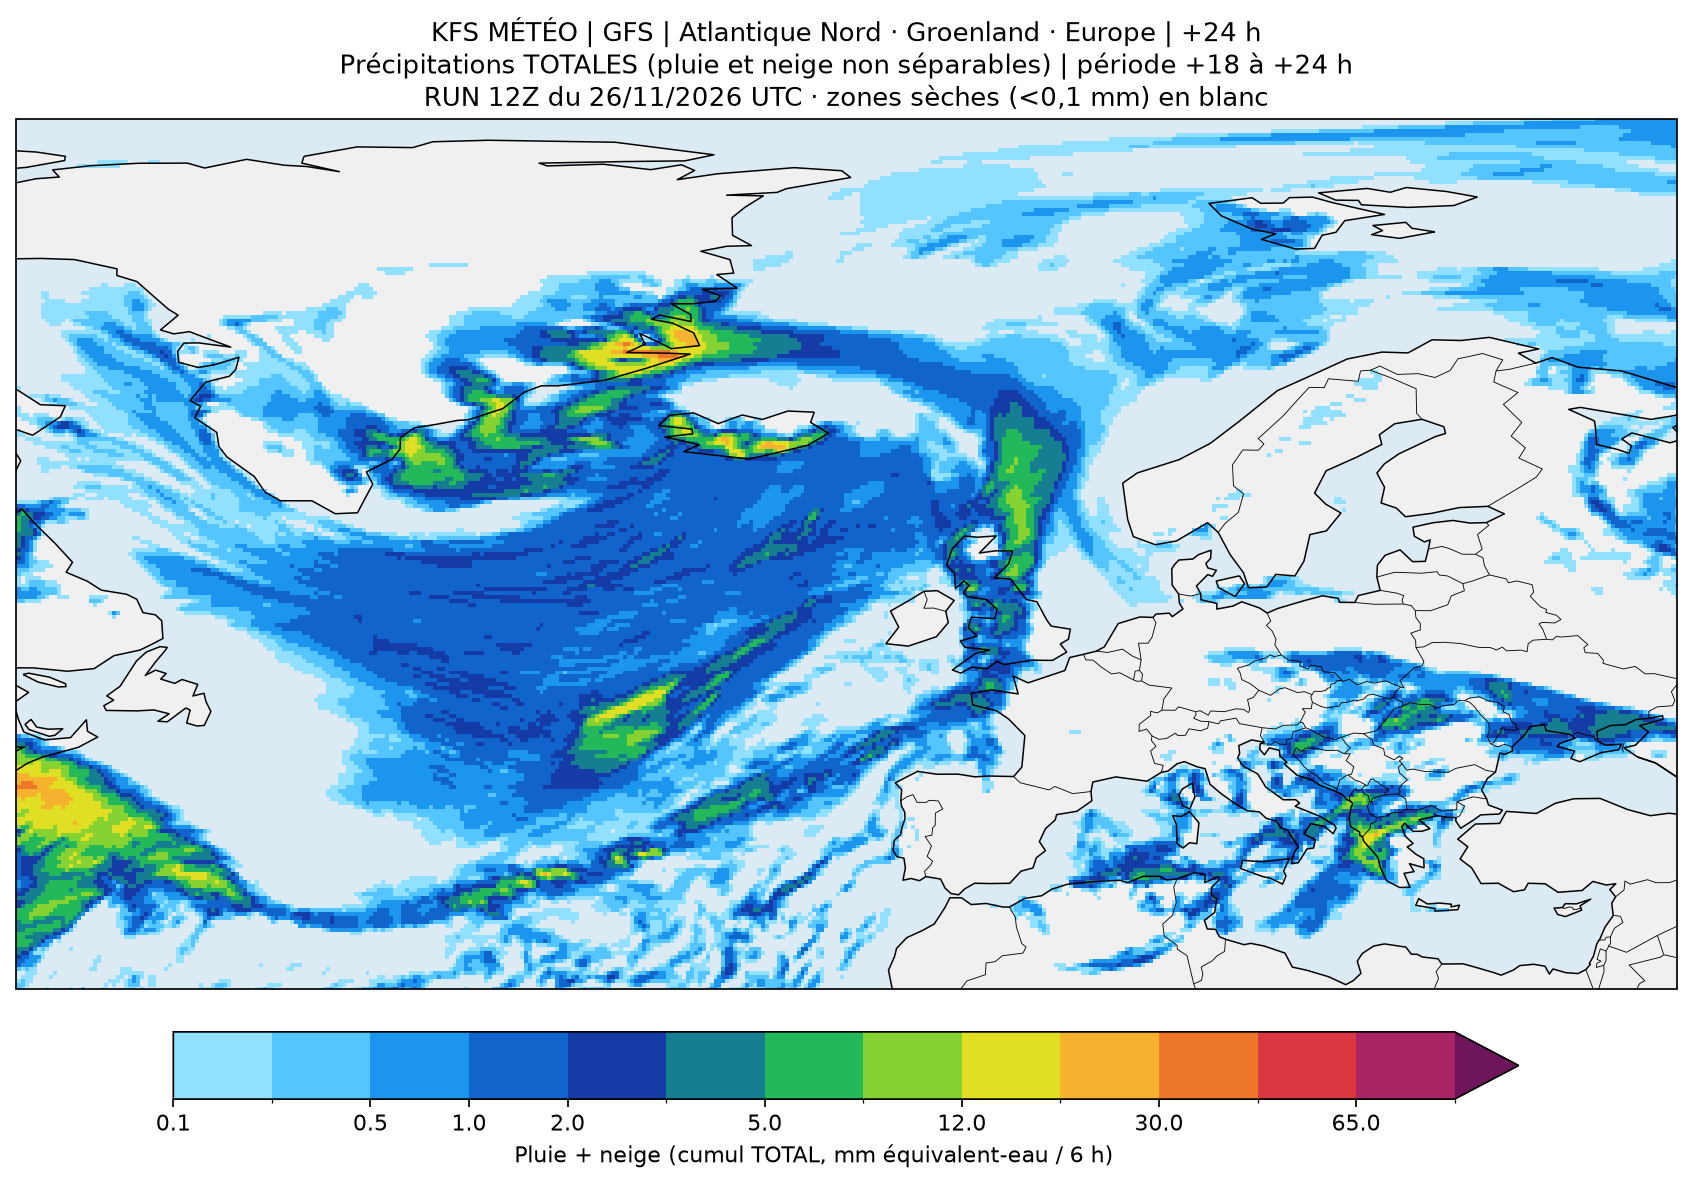 KFS MÉTÉO | GFS | Atlantique Nord · Groenland · Europe | +24 h
Précipitations TOTALES (pluie et neige non séparables) | période +18 à +24 h
RUN 12Z du 26/11/2026 UTC · zones sèches (<0,1 mm) en blanc
0.1 0.5 1.0 2.0 5.0 12.0 30.0 65.0
Pluie + neige (cumul TOTAL, mm équivalent-eau / 6 h)